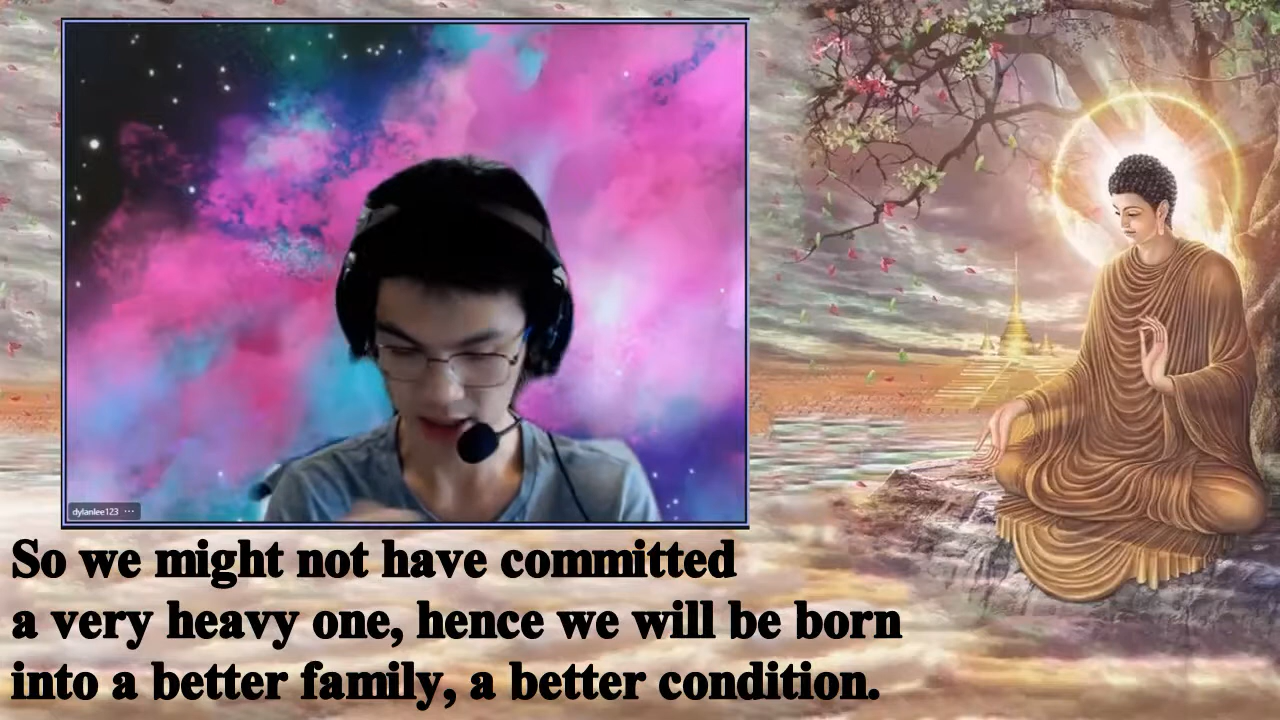 dylanlee123 ...
So we might not have committed
a very heavy one, hence we will be born
into a better family, a better condition.